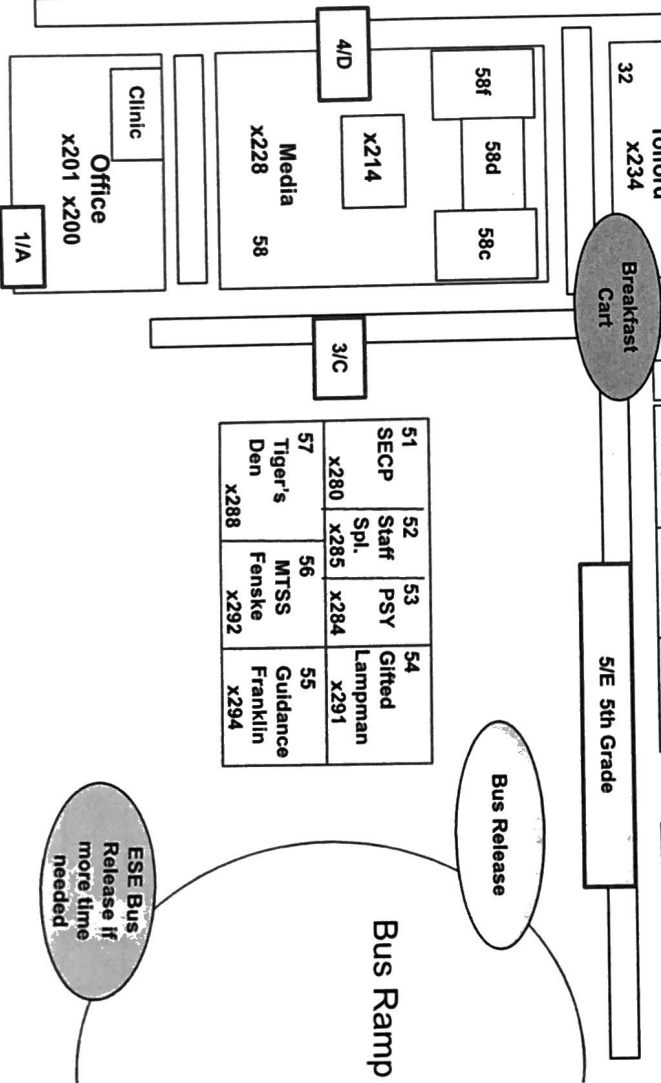 32
x234
Breakfast
Cart
5/E 5th Grade
58f
58d
58c
4/D
x214
Media
x228
58
3/C
Clinic
Office
x201 x200
1/A
51
SECP
x280
52
Staff
Spl.
x285
53
PSY
x284
54
Gifted
Lampman
x291
57
Tiger's
Den
x288
56
MTSS
Fenske
x292
55
Guidance
Franklin
x294
Bus Release
Bus Ramp
ESE Bus
Release if
more time
needed